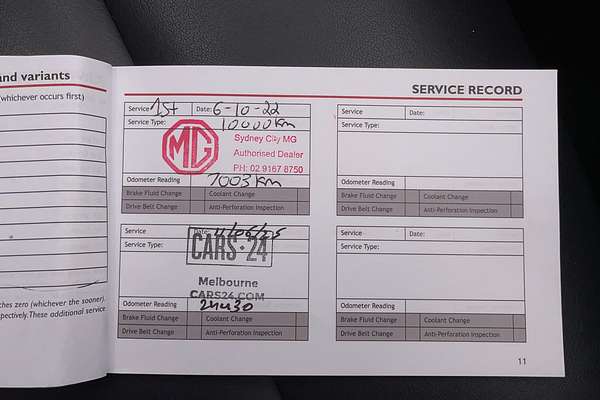 and variants
(whichever occurs first)
ches zero (whichever the sooner).
pectively. These additional service
SERVICE RECORD
Service 1st Date: 6-10-22
Service Type: 10000km
MG
Sydney City MG
Authorised Dealer
PH: 02 9167 8750
Odometer Reading 7003km
Brake Fluid Change Coolant Change
Drive Belt Change Anti-Perforation Inspection
Service Date:
Service Type:
Odometer Reading
Brake Fluid Change Coolant Change
Drive Belt Change Anti-Perforation Inspection
Service Date:
Service Type:
CARS·24
Melbourne
CARS24.COM
Odometer Reading 24430
Brake Fluid Change Coolant Change
Drive Belt Change Anti-Perforation Inspection
Service Date:
Service Type:
Odometer Reading
Brake Fluid Change Coolant Change
Drive Belt Change Anti-Perforation Inspection
11